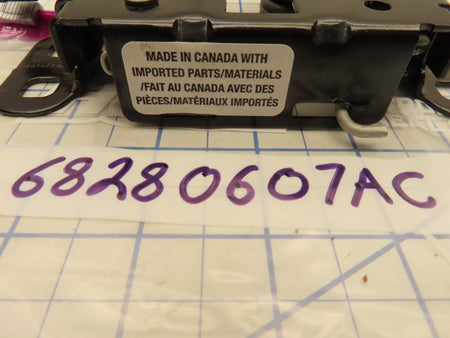 MADE IN CANADA WITH
IMPORTED PARTS/MATERIALS
/FAIT AU CANADA AVEC DES
PIÈCES/MATÉRIAUX IMPORTÉS
68280607AC